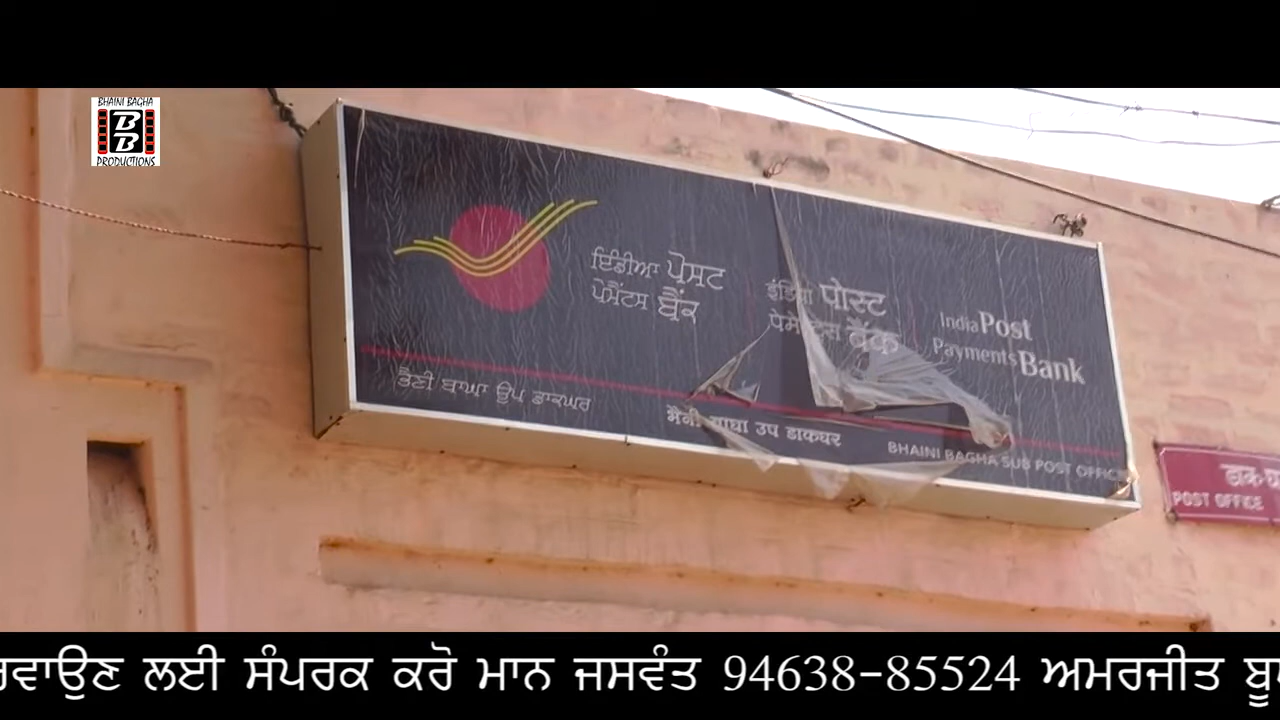 BHAINI BAGHA
BB
PRODUCTIONS
ਇੰਡੀਆ ਪੋਸਟ
ਪੇਮੈਂਟਸ ਬੈਂਕ
पोस्ट
बैंक
India Post
Payments Bank
ਭੈਣੀ ਬਾਘਾ ਉਪ ਡਾਕਘਰ
उप डाकघर
BHAINI BAGHA SUB POST OFFICE
POST OFFICE
ਲਈ ਸੰਪਰਕ ਕਰੋ ਮਾਨ ਜਸਵੰਤ 94638-85524 ਅਮਰਜੀਤ